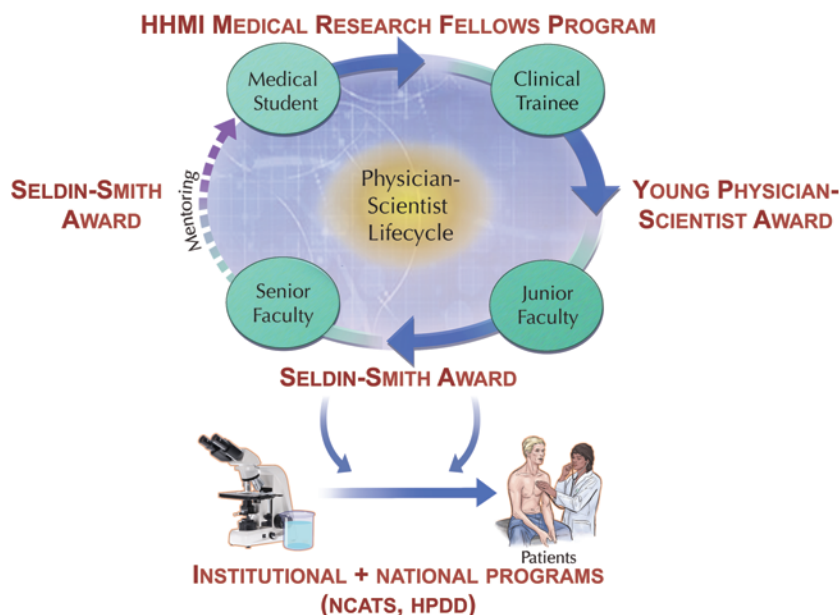 HHMI MEDICAL RESEARCH FELLOWS PROGRAM
Medical
Student
Clinical
Trainee
SELDIN-SMITH
AWARD
Mentoring
Physician-
Scientist
Lifecycle
YOUNG PHYSICIAN-
SCIENTIST AWARD
Senior
Faculty
Junior
Faculty
SELDIN-SMITH AWARD
Patients
INSTITUTIONAL + NATIONAL PROGRAMS
(NCATS, HPDD)